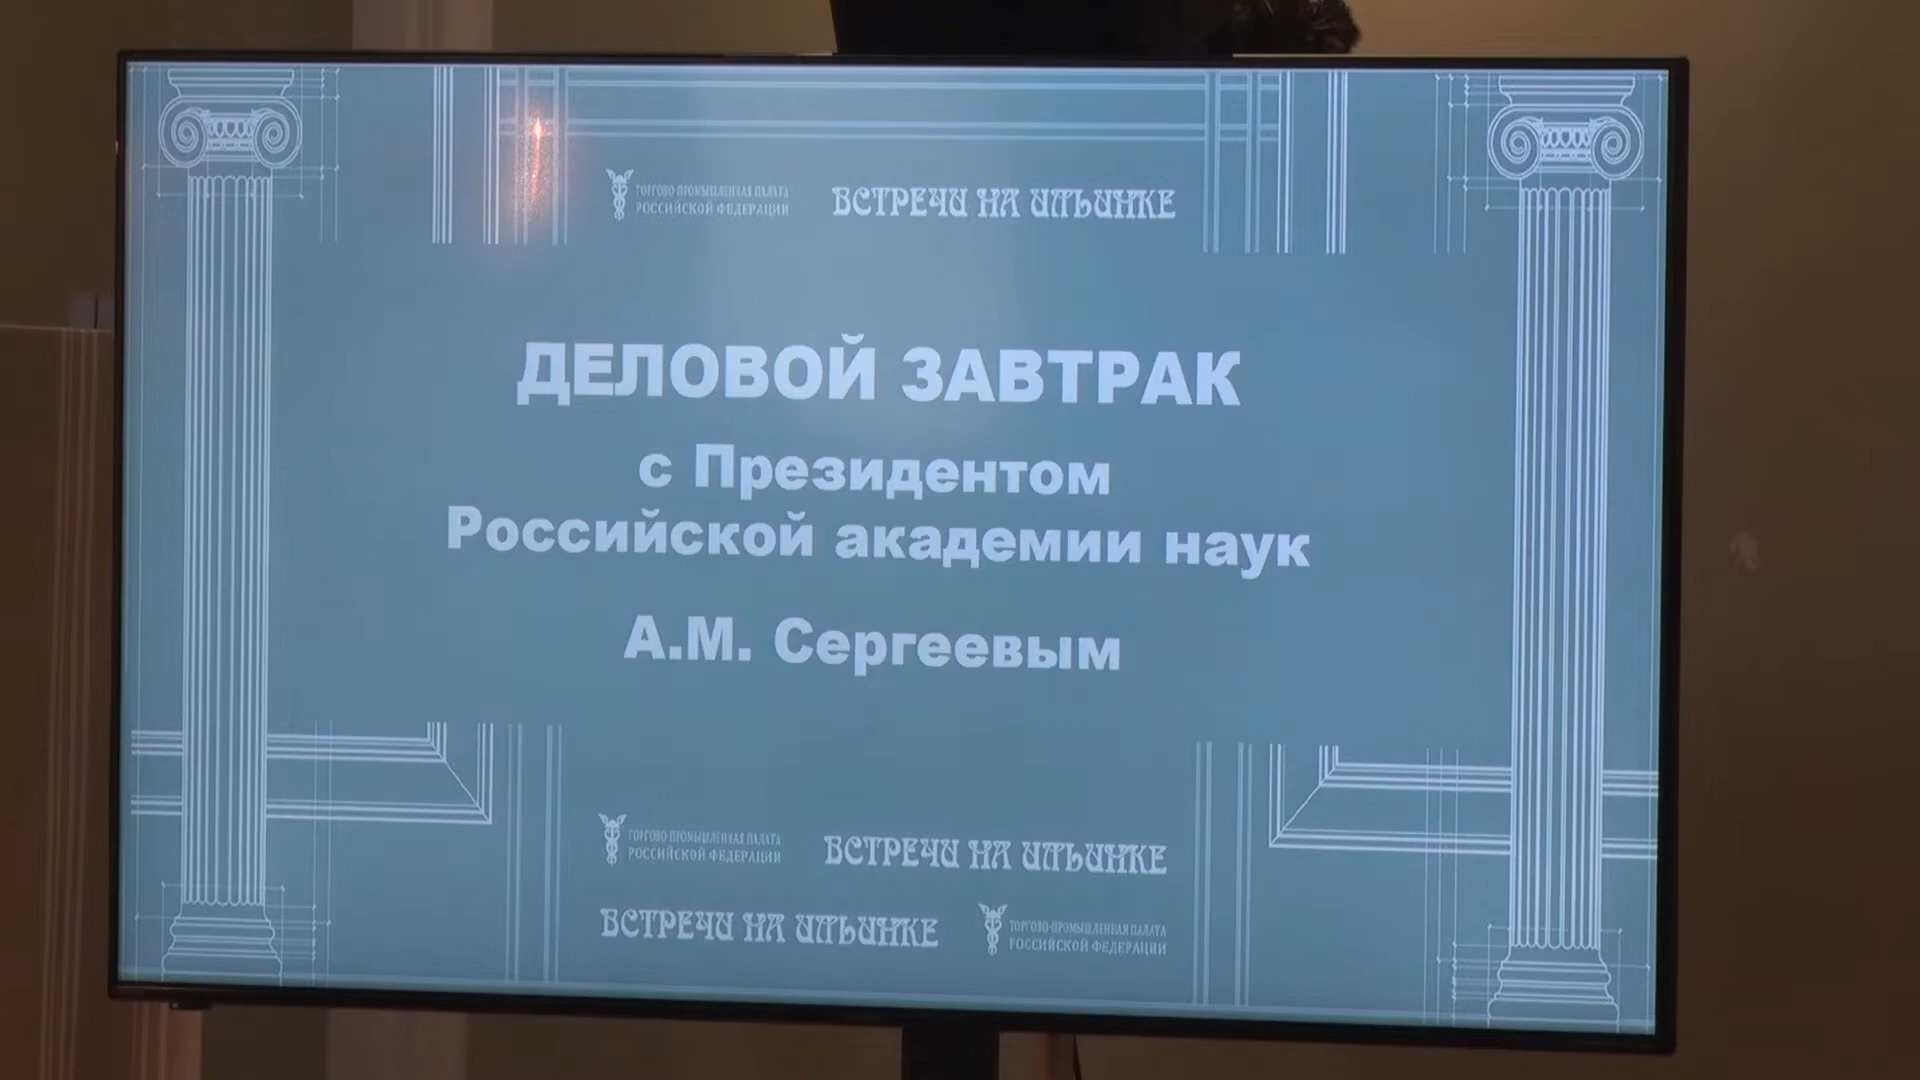 ТОРГОВО-ПРОМЫШЛЕННАЯ ПАЛАТА
РОССИЙСКОЙ ФЕДЕРАЦИИ
ВСТРЕЧИ НА ИЛЬИНКЕ
ДЕЛОВОЙ ЗАВТРАК
с Президентом
Российской академии наук
А.М. Сергеевым
ТОРГОВО-ПРОМЫШЛЕННАЯ ПАЛАТА
РОССИЙСКОЙ ФЕДЕРАЦИИ
ВСТРЕЧИ НА ИЛЬИНКЕ
ВСТРЕЧИ НА ИЛЬИНКЕ
ТОРГОВО-ПРОМЫШЛЕННАЯ ПАЛАТА
РОССИЙСКОЙ ФЕДЕРАЦИИ